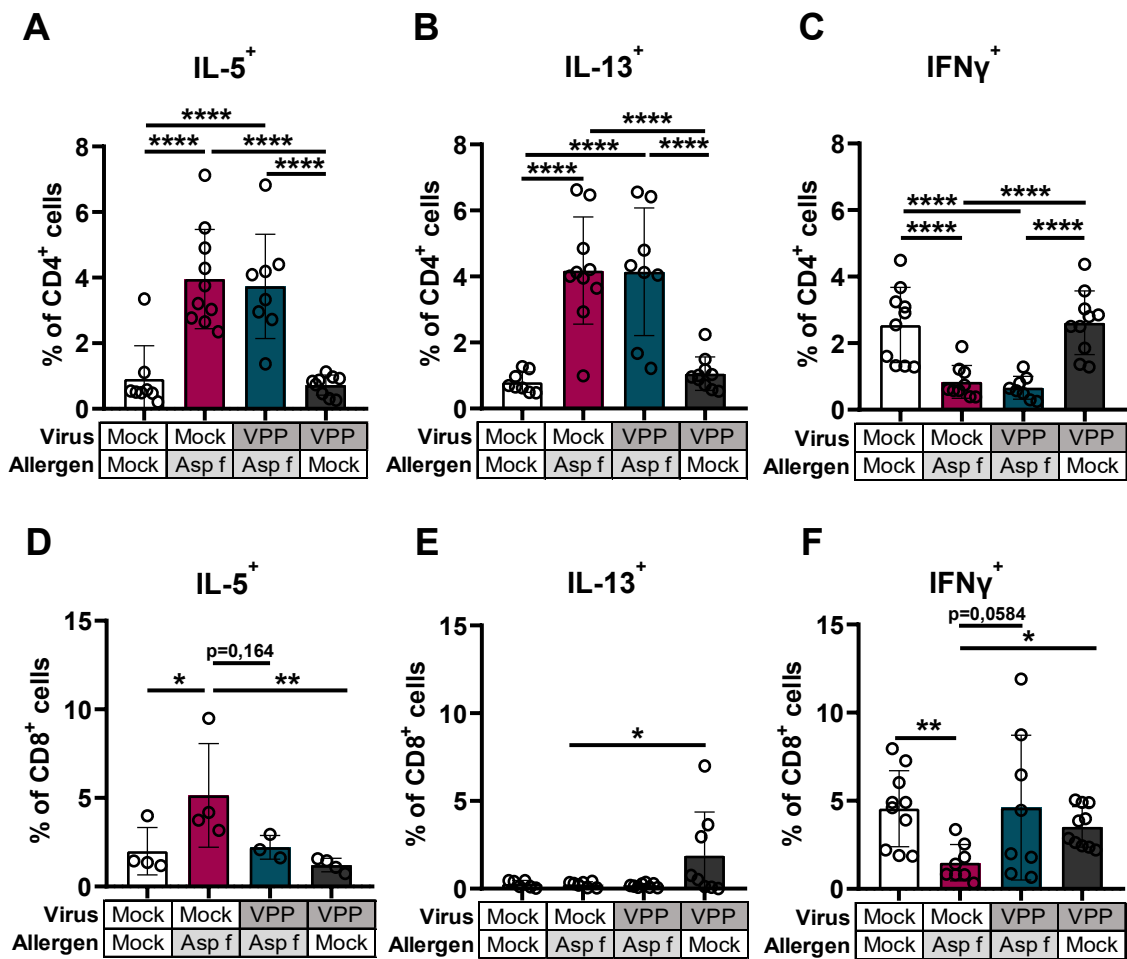 A
IL-5+
% of CD4+ cells
8
6
4
2
0
****
****
****
****
Virus Mock Mock VPP VPP
Allergen Mock Asp f Asp f Mock
B
IL-13+
% of CD4+ cells
8
6
4
2
0
****
****
****
****
Mock Mock VPP VPP
Mock Asp f Asp f Mock
C
IFNγ+
% of CD4+ cells
8
6
4
2
0
****
****
****
****
Virus Mock Mock VPP VPP
Allergen Mock Asp f Asp f Mock
D
IL-5+
% of CD8+ cells
15
10
5
0
p=0,164
*
**
Virus Mock Mock VPP VPP
Allergen Mock Asp f Asp f Mock
E
IL-13+
% of CD8+ cells
15
10
5
0
*
Mock Mock VPP VPP
Mock Asp f Asp f Mock
F
IFNγ+
% of CD8+ cells
15
10
5
0
p=0,0584
*
**
Virus Mock Mock VPP VPP
Allergen Mock Asp f Asp f Mock